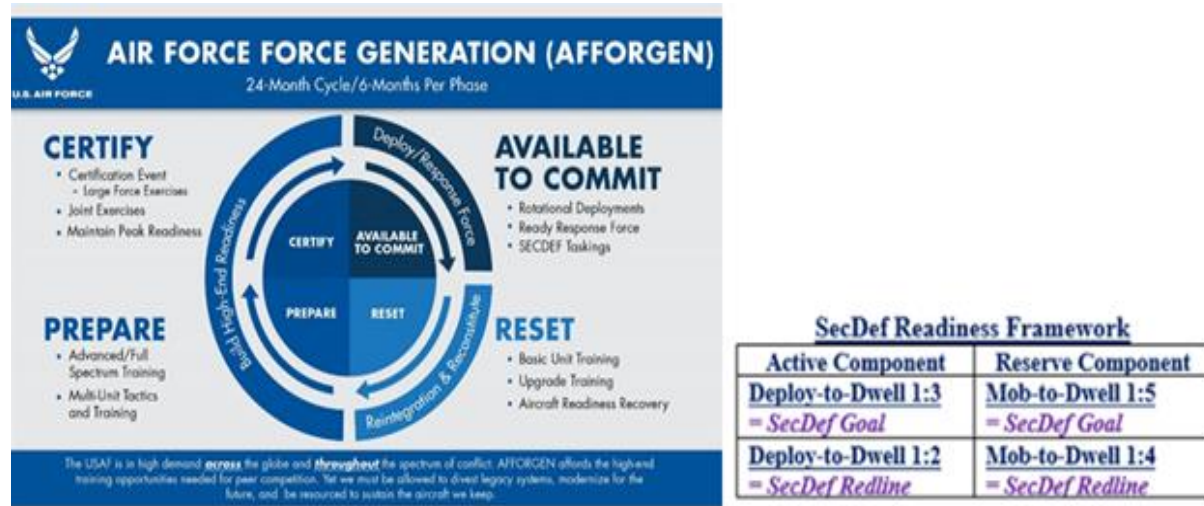 AIR FORCE FORCE GENERATION (AFFORGEN)
24-Month Cycle/6-Months Per Phase
U.S. AIR FORCE
CERTIFY
• Certification Event
- Large Force Exercises
• Joint Exercises
• Maintain Peak Readiness
Build High-End Readiness
Deploy/Response Force
CERTIFY
AVAILABLE
TO COMMIT
PREPARE
RESET
Reintegration & Reconstitute
AVAILABLE
TO COMMIT
• Rotational Deployments
• Ready Response Force
• SECDEF Taskings
PREPARE
• Advanced/Full
Spectrum Training
• Multi-Unit Tactics
and Training
RESET
• Basic Unit Training
• Upgrade Training
• Aircraft Readiness Recovery
The USAF is in high demand across the globe and throughout the spectrum of conflict. AFFORGEN affords the high-end
training opportunities needed for peer competition. Yet we must be allowed to divest legacy systems, modernize for the
future, and be resourced to sustain the aircraft we keep.
SecDef Readiness Framework
Active Component
Reserve Component
Deploy-to-Dwell 1:3
= SecDef Goal
Mob-to-Dwell 1:5
= SecDef Goal
Deploy-to-Dwell 1:2
= SecDef Redline
Mob-to-Dwell 1:4
= SecDef Redline